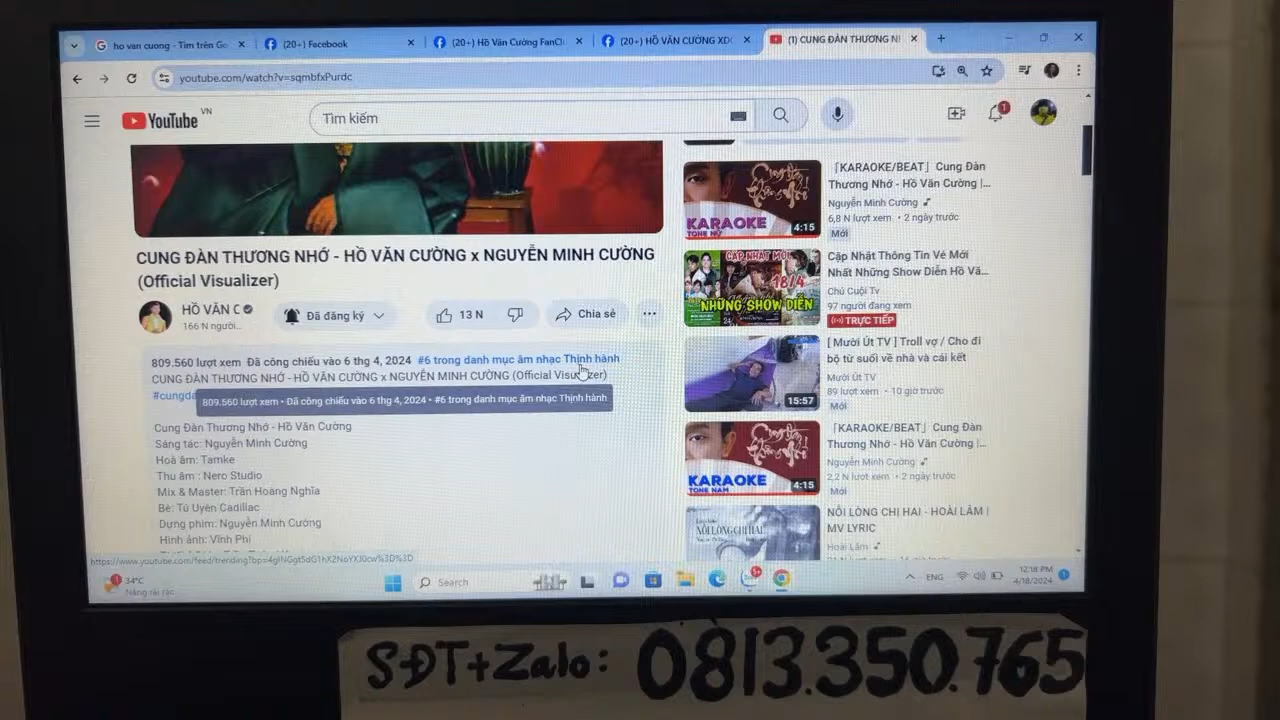 ho van cuong - Tìm trên Go
(20+) Facebook
(20+) Hồ Văn Cường FanCl
(20+) HỒ VĂN CƯỜNG XD
(1) CUNG ĐÀN THƯƠNG N
youtube.com/watch?v=sqmbfxPurdc
YouTube VN
Tìm kiếm
1
CUNG ĐÀN THƯƠNG NHỚ - HỒ VĂN CƯỜNG x NGUYỄN MINH CƯỜNG
(Official Visualizer)
HỒ VĂN C
166 N người...
Đã đăng ký
13 N
Chia sẻ
809.560 lượt xem Đã công chiếu vào 6 thg 4, 2024 #6 trong danh mục âm nhạc Thịnh hành
CUNG ĐÀN THƯƠNG NHỚ - HỒ VĂN CƯỜNG x NGUYỄN MINH CƯỜNG (Official Visualizer)
#cungda
809.560 lượt xem • Đã công chiếu vào 6 thg 4, 2024 • #6 trong danh mục âm nhạc Thịnh hành
Cung Đàn Thương Nhớ - Hồ Văn Cường
Sáng tác: Nguyễn Minh Cường
Hoà âm: Tamke
Thu âm : Nero Studio
Mix & Master: Trần Hoàng Nghĩa
Bè: Tú Uyên Cadillac
Dựng phim: Nguyễn Minh Cường
Hình ảnh: Vĩnh Phi
KARAOKE
TONE NỮ
4:15
「KARAOKE/BEAT」 Cung Đàn
Thương Nhớ - Hồ Văn Cường |...
Nguyễn Minh Cường
6,8 N lượt xem • 2 ngày trước
Mới
CẬP NHẬT MỚI
18/4
NHỮNG SHOW DIỄN
Cập Nhật Thông Tin Vé Mới
Nhất Những Show Diễn Hồ Vă...
Chú Cuội Tv
97 người đang xem
TRỰC TIẾP
15:57
[ Mười Út TV ] Troll vợ / Cho đi
bộ từ suối về nhà và cái kết
Mười Út TV
89 lượt xem • 10 giờ trước
Mới
KARAOKE
TONE NAM
4:15
「KARAOKE/BEAT」 Cung Đàn
Thương Nhớ - Hồ Văn Cường |...
Nguyễn Minh Cường
2,2 N lượt xem • 2 ngày trước
Mới
NỖI LÒNG CHỊ HAI
NỖI LÒNG CHỊ HAI - HOÀI LÂM |
MV LYRIC
Hoài Lâm
34°C
Nắng rải rác
Search
ENG
12:18 PM
4/18/2024
SĐT+Zalo: 0813.350.765